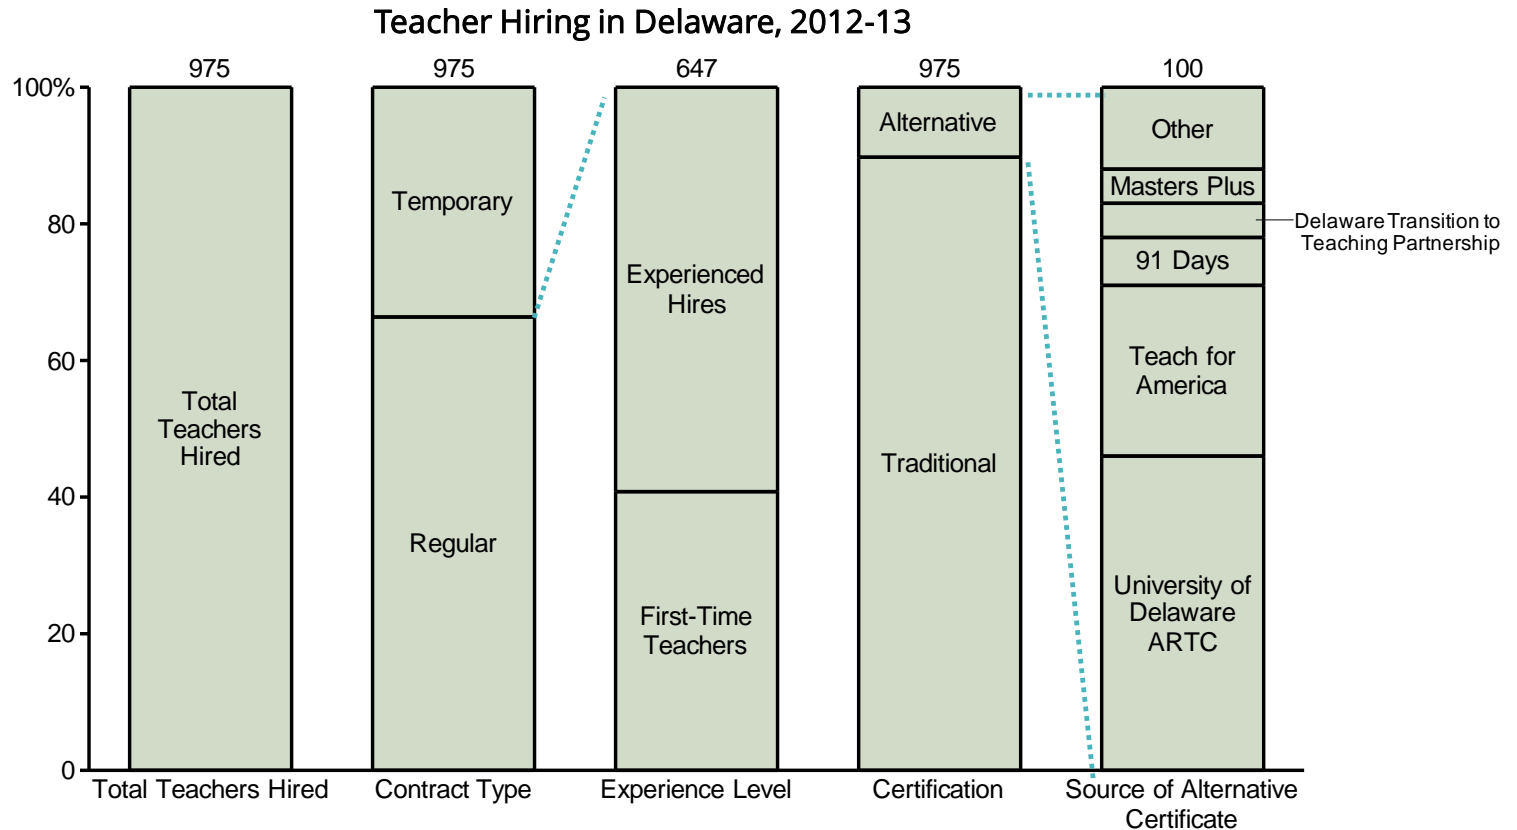 Teacher Hiring in Delaware, 2012-13
975
975
647
975
100
100%
80
60
40
20
0
Total
Teachers
Hired
Temporary
Regular
Experienced
Hires
First-Time
Teachers
Alternative
Traditional
Other
Masters Plus
Delaware Transition to
Teaching Partnership
91 Days
Teach for
America
University of
Delaware
ARTC
Total Teachers Hired
Contract Type
Experience Level
Certification
Source of Alternative
Certificate